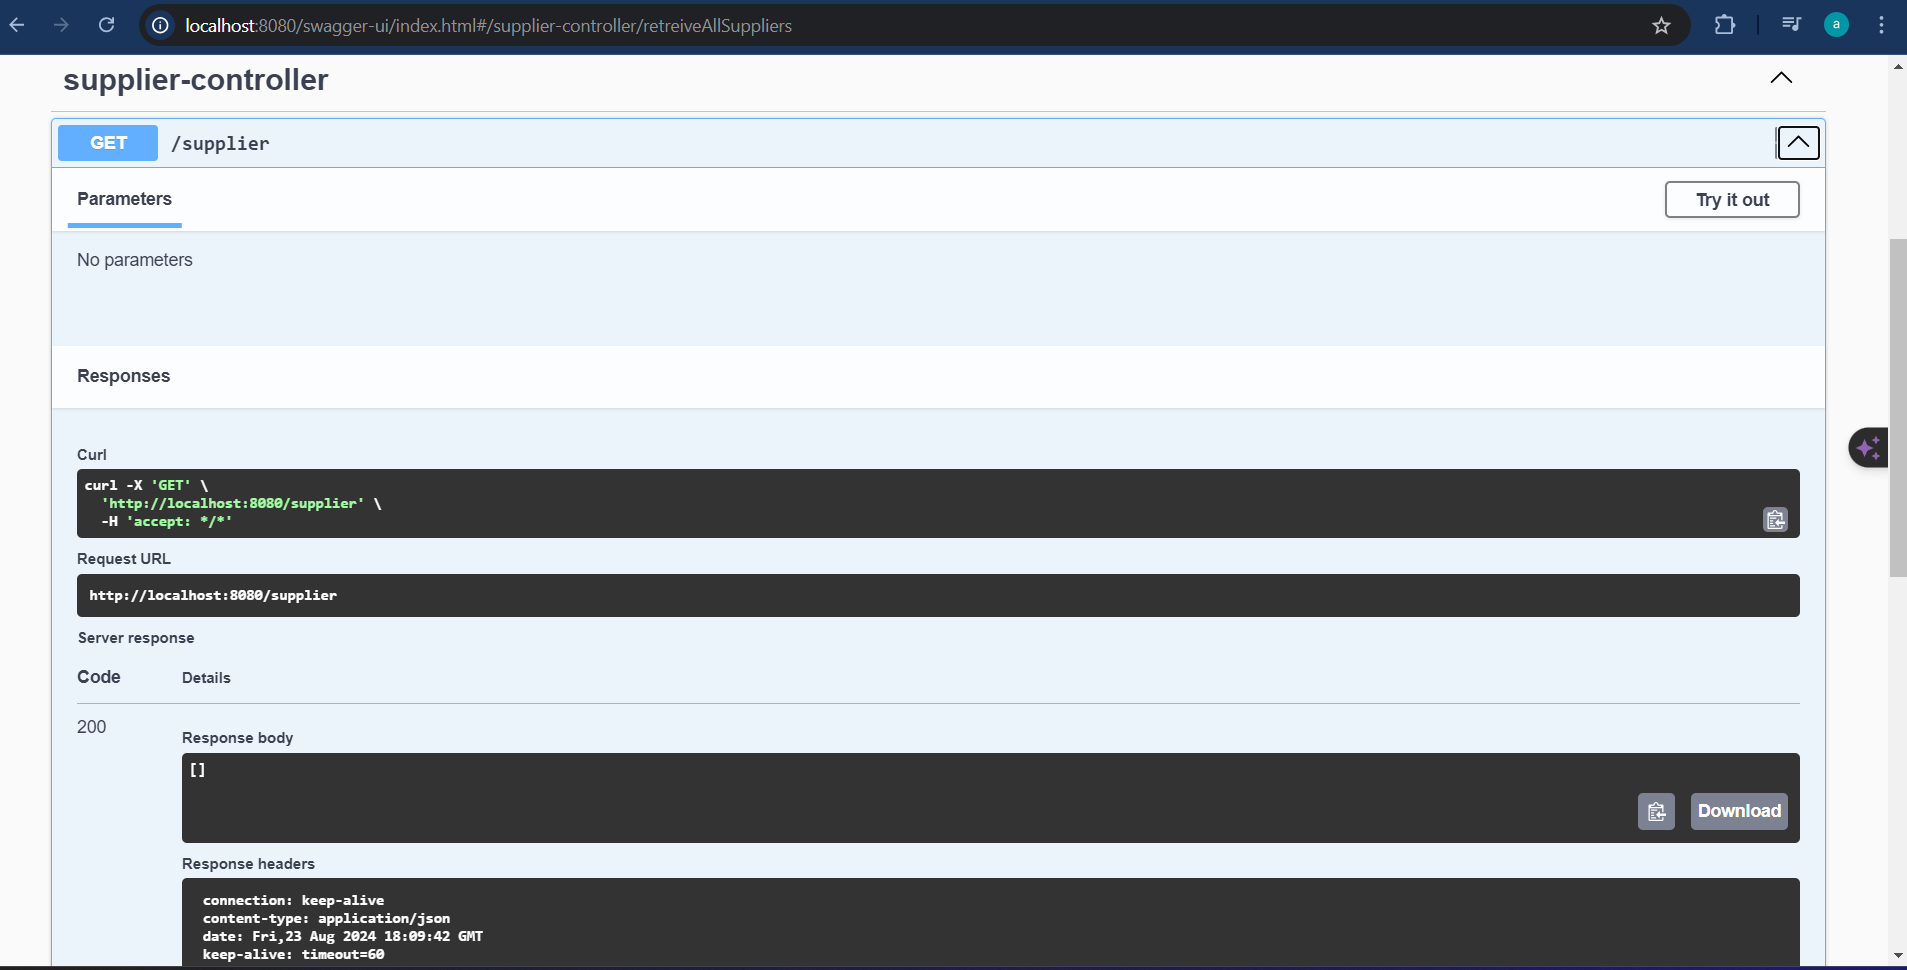 localhost:8080/swagger-ui/index.html#/supplier-controller/retreiveAllSuppliers
a
supplier-controller
GET /supplier
Parameters
Try it out
No parameters
Responses
Curl
curl -X 'GET' \
'http://localhost:8080/supplier' \
-H 'accept: */*'
Request URL
http://localhost:8080/supplier
Server response
Code Details
200
Response body
[]
Download
Response headers
connection: keep-alive
content-type: application/json
date: Fri,23 Aug 2024 18:09:42 GMT
keep-alive: timeout=60